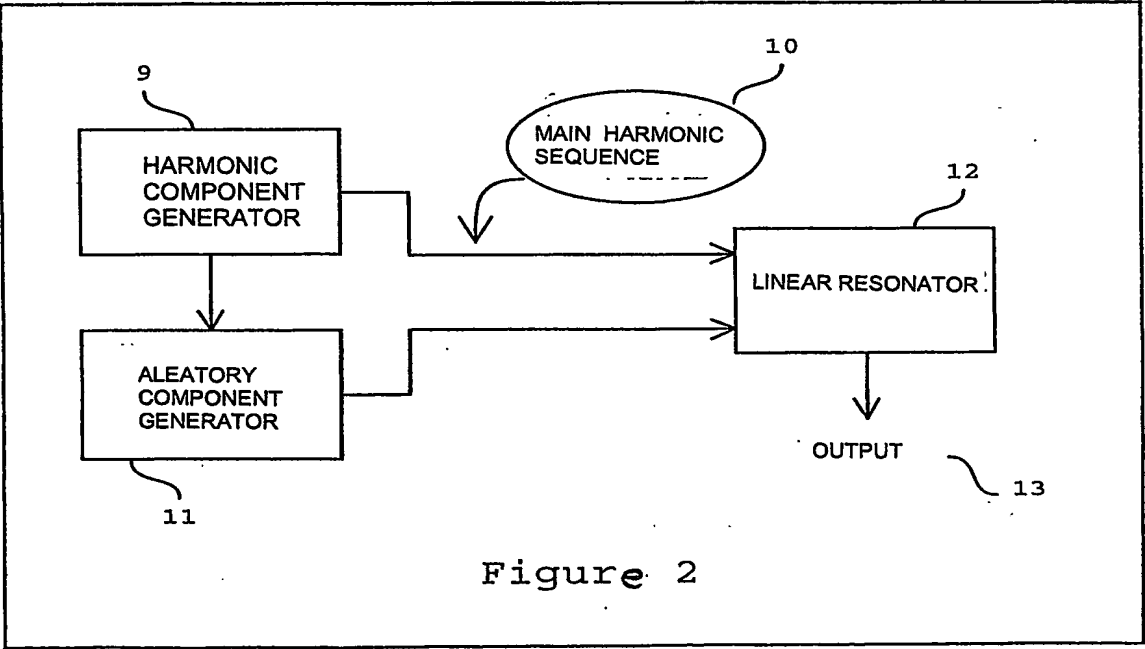 10
9
MAIN HARMONIC
SEQUENCE
HARMONIC
COMPONENT
GENERATOR
12
LINEAR RESONATOR
ALEATORY
COMPONENT
GENERATOR
OUTPUT
13
11
Figure 2